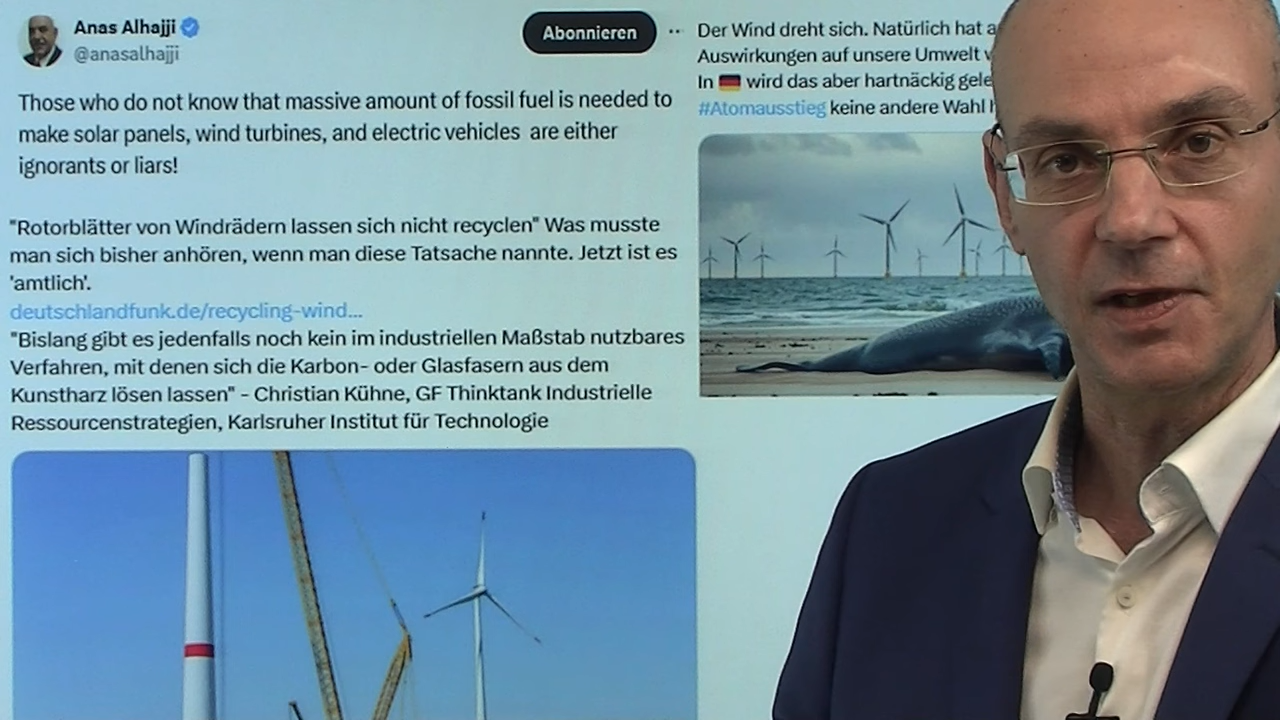 Anas Alhajji
@anasalhajji
Abonnieren
Those who do not know that massive amount of fossil fuel is needed to
make solar panels, wind turbines, and electric vehicles are either
ignorants or liars!
"Rotorblätter von Windrädern lassen sich nicht recyclen" Was musste
man sich bisher anhören, wenn man diese Tatsache nannte. Jetzt ist es
'amtlich'.
deutschlandfunk.de/recycling-wind...
"Bislang gibt es jedenfalls noch kein im industriellen Maßstab nutzbares
Verfahren, mit denen sich die Karbon- oder Glasfasern aus dem
Kunstharz lösen lassen" - Christian Kühne, GF Thinktank Industrielle
Ressourcenstrategien, Karlsruher Institut für Technologie
Der Wind dreht sich. Natürlich hat
Auswirkungen auf unsere Umwelt
In 🇩🇪 wird das aber hartnäckig
#Atomausstieg keine andere Wahl